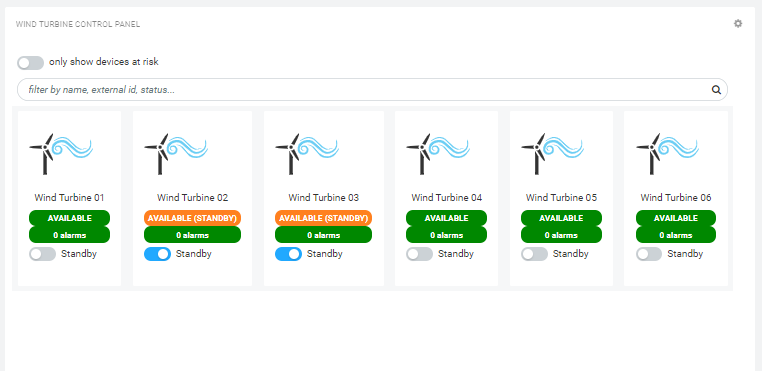 WIND TURBINE CONTROL PANEL
only show devices at risk
filter by name, external id, status...
Wind Turbine 01
AVAILABLE
0 alarms
Standby
Wind Turbine 02
AVAILABLE (STANDBY)
0 alarms
Standby
Wind Turbine 03
AVAILABLE (STANDBY)
0 alarms
Standby
Wind Turbine 04
AVAILABLE
0 alarms
Standby
Wind Turbine 05
AVAILABLE
0 alarms
Standby
Wind Turbine 06
AVAILABLE
0 alarms
Standby